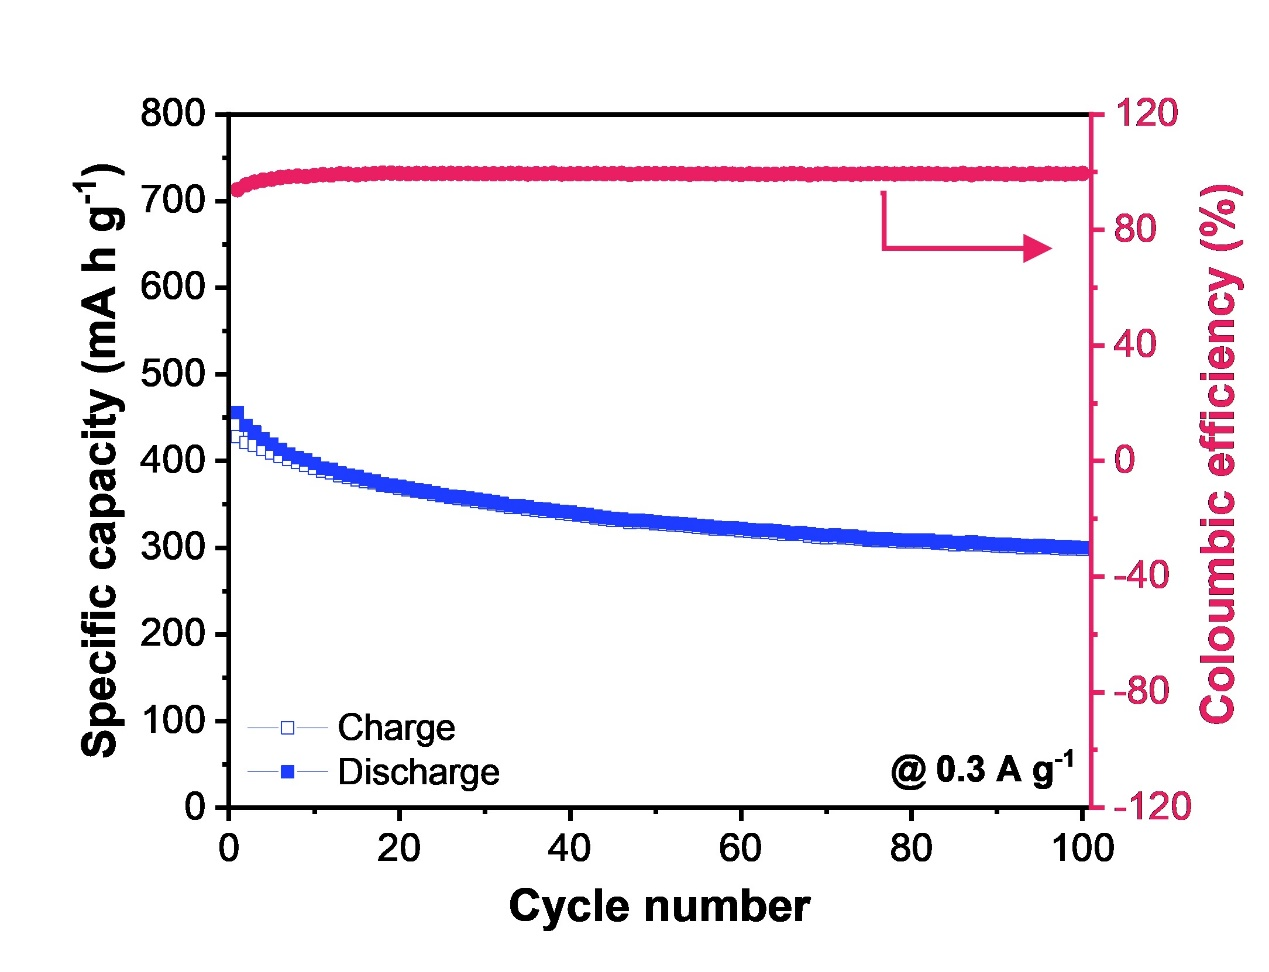 800
700
600
500
400
300
200
100
0
Specific capacity (mA h g⁻¹)
120
80
40
0
-40
-80
-120
Coloumbic efficiency (%)
Charge
Discharge
@ 0.3 A g⁻¹
0 20 40 60 80 100
Cycle number